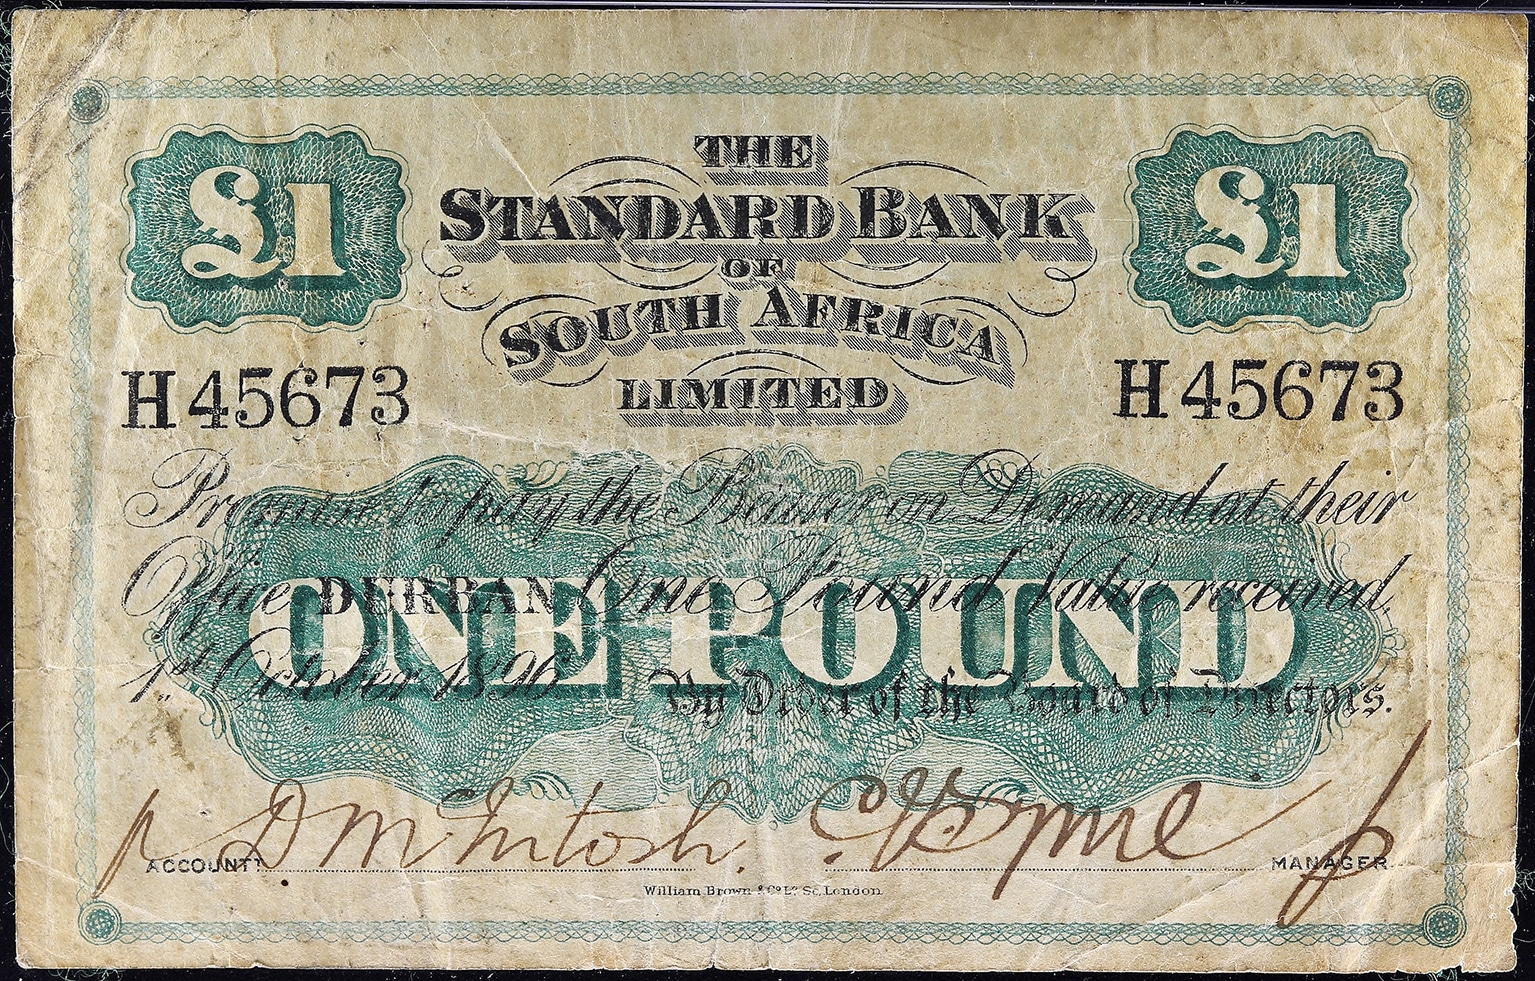 £1
£1
THE
STANDARD BANK
OF
SOUTH AFRICA
LIMITED
H 45673
H 45673
Promise to pay the Bearer on Demand at their
Office DURBAN One Pound Value received.
ONE POUND
1st October 1896
By Order of the Board of Directors.
p D McIntosh.
ACCOUNTT
MANAGER
William Brown & Co Ld Sc. London